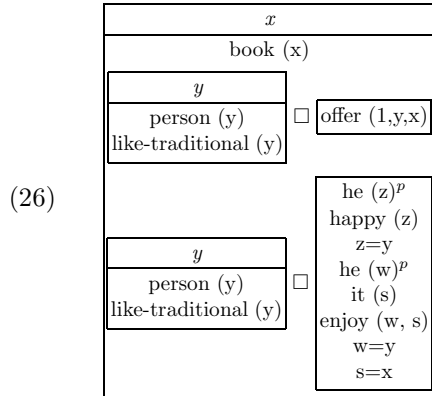 x
book (x)
y
person (y)
like-traditional (y)
□ offer (1,y,x)
(26)
y
person (y)
like-traditional (y)
□
he (z)ᵖ
happy (z)
z=y
he (w)ᵖ
it (s)
enjoy (w, s)
w=y
s=x